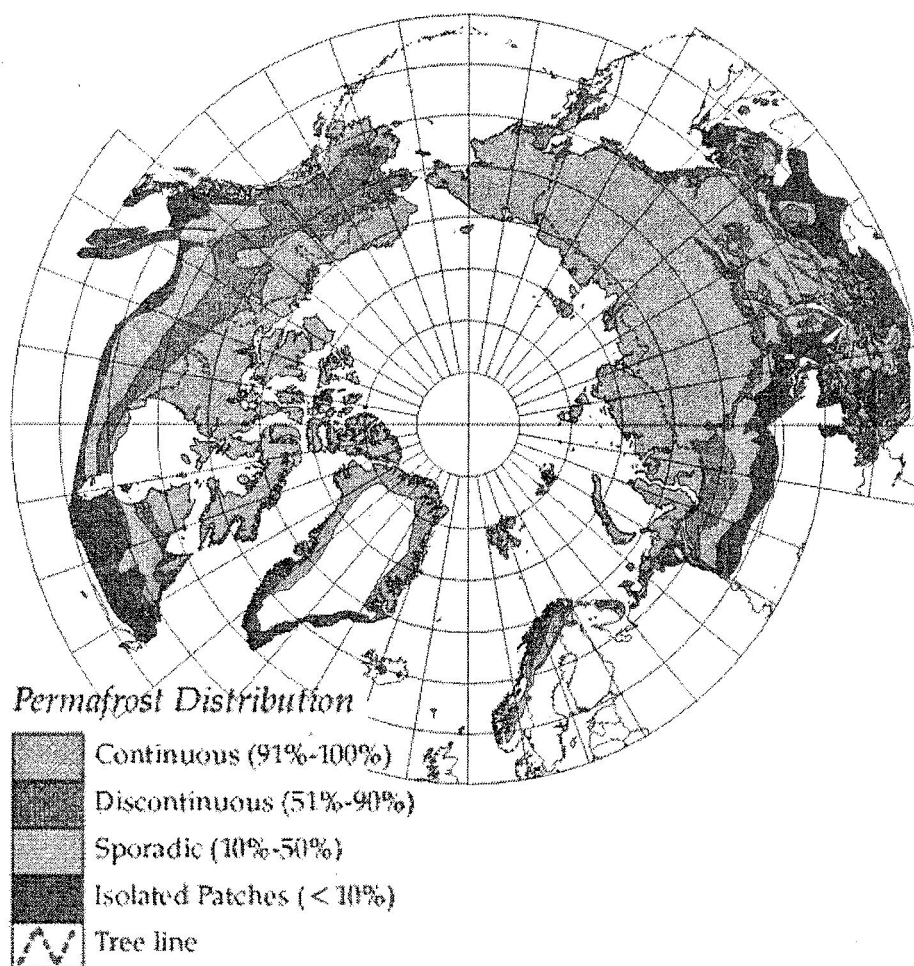 Permafrost Distribution
Continuous (91%-100%)
Discontinuous (51%-90%)
Sporadic (10%-50%)
Isolated Patches (< 10%)
Tree line